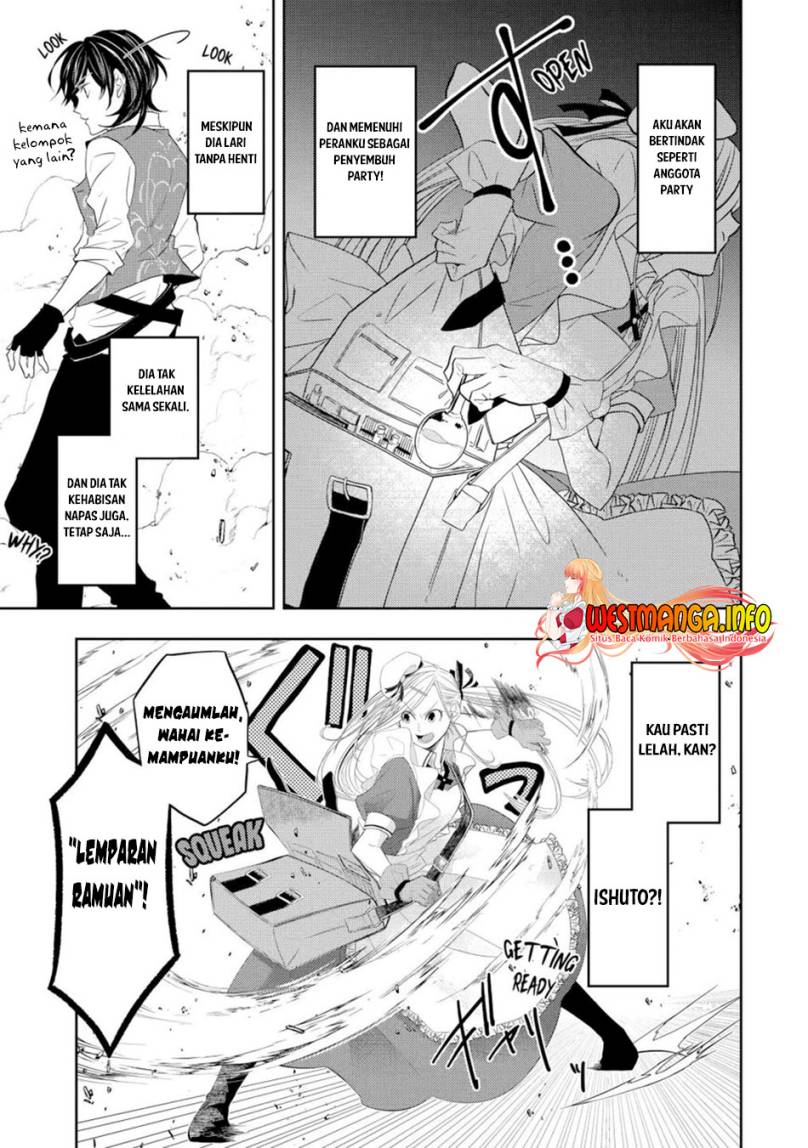 AKU AKAN
BERTINDAK
SEPERTI
ANGGOTA
PARTY
OPEN
す
DAN MEMENUHI
PERANKU SEBAGAI
PENYEMBUH
PARTY!
LOOK
LOOK
MESKIPUN
DIA LARI
TANPA HENTI
kemana
kelompok
yang lain?
DIA TAK
KELELAHAN
SAMA SEKALI.
DAN DIA TAK
KEHABISAN
NAPAS JUGA.
TETAP SAJA...
WHY?
WESTMANGA.INFO
Situs Baca Komik Berbahasa Indonesia
KAU PASTI
LELAH, KAN?
ISHUTO?!
MENGAUMLAH,
WAHAI KE-
MAMPUANKU!
SQUEAK
"LEMPARAN
RAMUAN"!
GETTING
READY